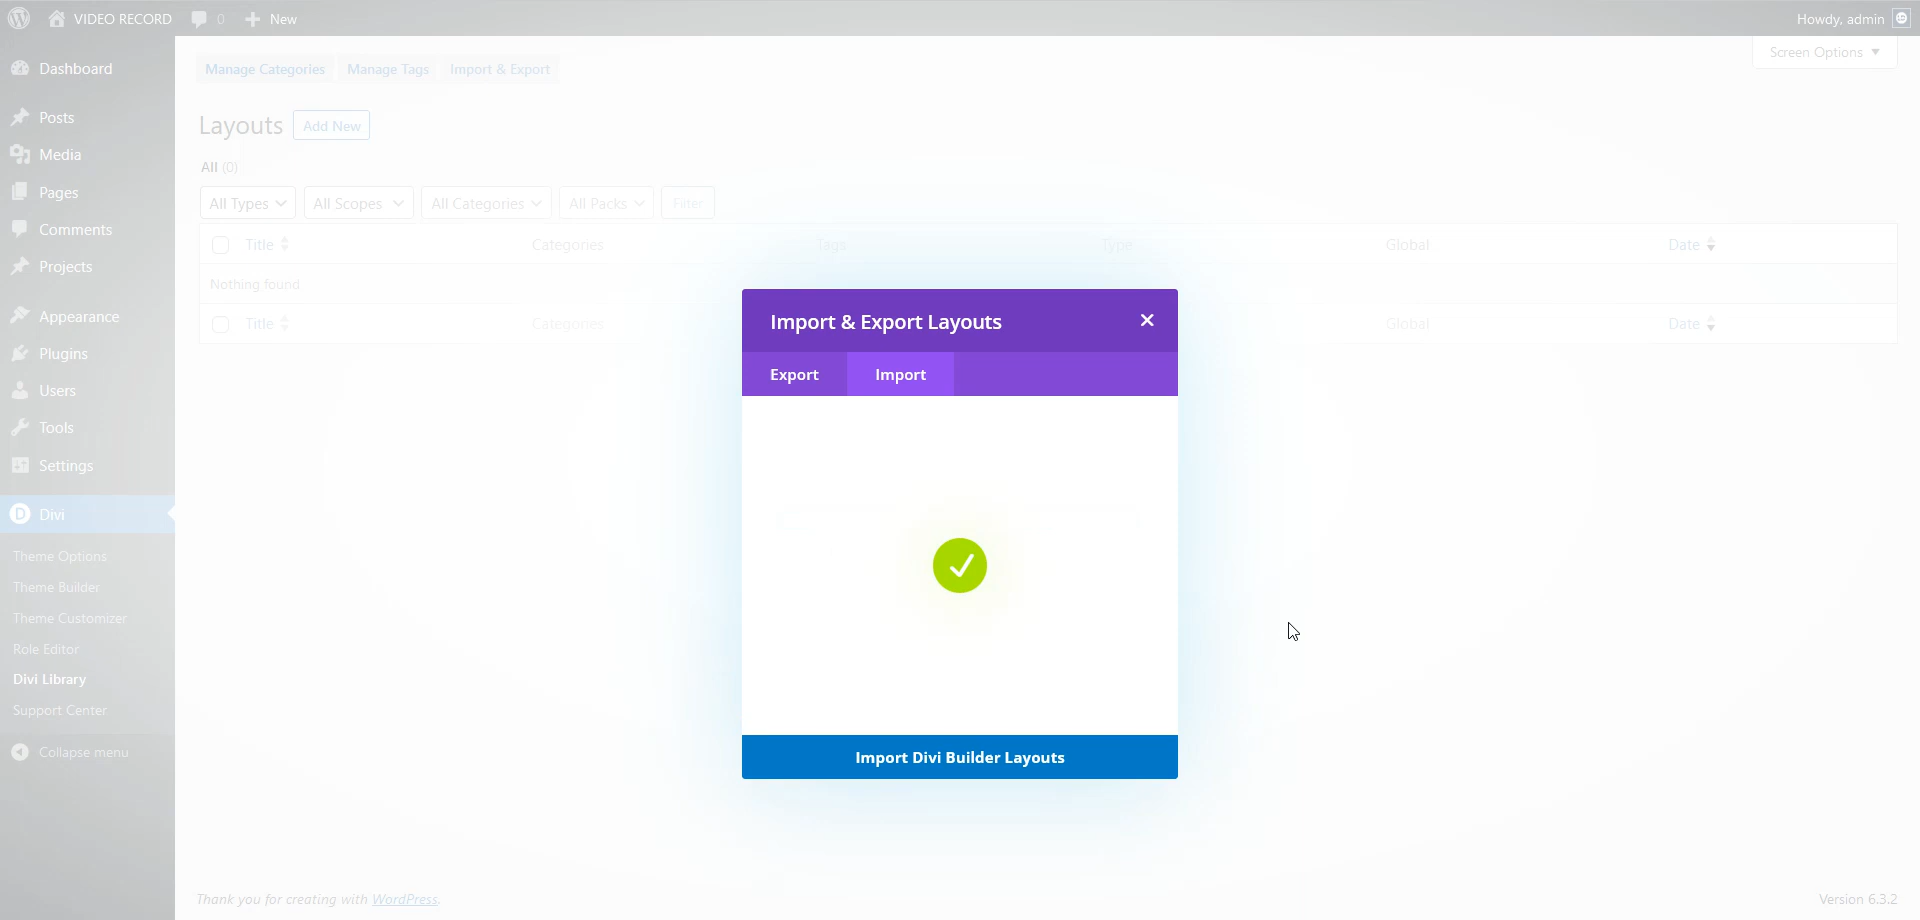 VIDEO RECORD 0 New Howdy, admin
Screen Options
Dashboard
Posts
Media
Pages
Comments
Projects
Appearance
Plugins
Users
Tools
Settings
Divi
Theme Options
Theme Builder
Theme Customizer
Role Editor
Divi Library
Support Center
Collapse menu
Manage Categories Manage Tags Import & Export
Layouts Add New
All (0)
All Types All Scopes All Categories All Packs Filter
Title Categories Tags Type Global Date
Nothing found
Title Categories Global Date
Import & Export Layouts
Export Import
Import Divi Builder Layouts
Thank you for creating with WordPress.
Version 6.3.2